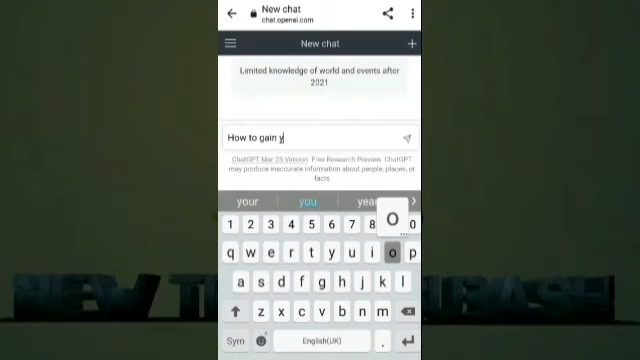 New chat
chat.openai.com
New chat
Limited knowledge of world and events after
2021
How to gain y
ChatGPT Mar 23 Version. Free Research Preview. ChatGPT
may produce inaccurate information about people, places, or
facts
your you
1 2 3 4 5 6 7 8 0
o
q w e r t y u i o p
a s d f g h j k l
z x c v b n m
Sym English(UK) .